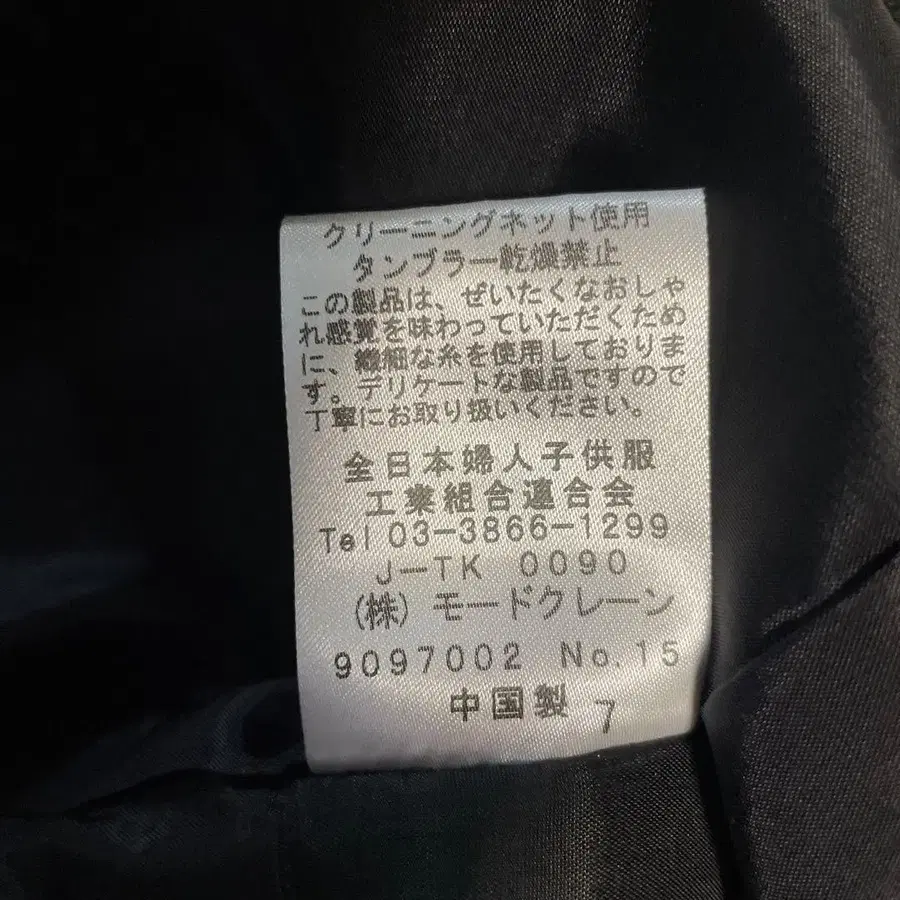 クリーニングネット使用
タンブラー乾燥禁止
この製品は、ぜいたくなおしゃ
れ感覚を味わっていただくため
に、繊細な糸を使用しておりま
す。デリケートな製品ですので
丁寧にお取り扱いください。
全日本婦人子供服
工業組合連合会
Tel 03-3866-1299
J-TK 0090
(株) モードクレーン
9097002 No.15
中国製 7